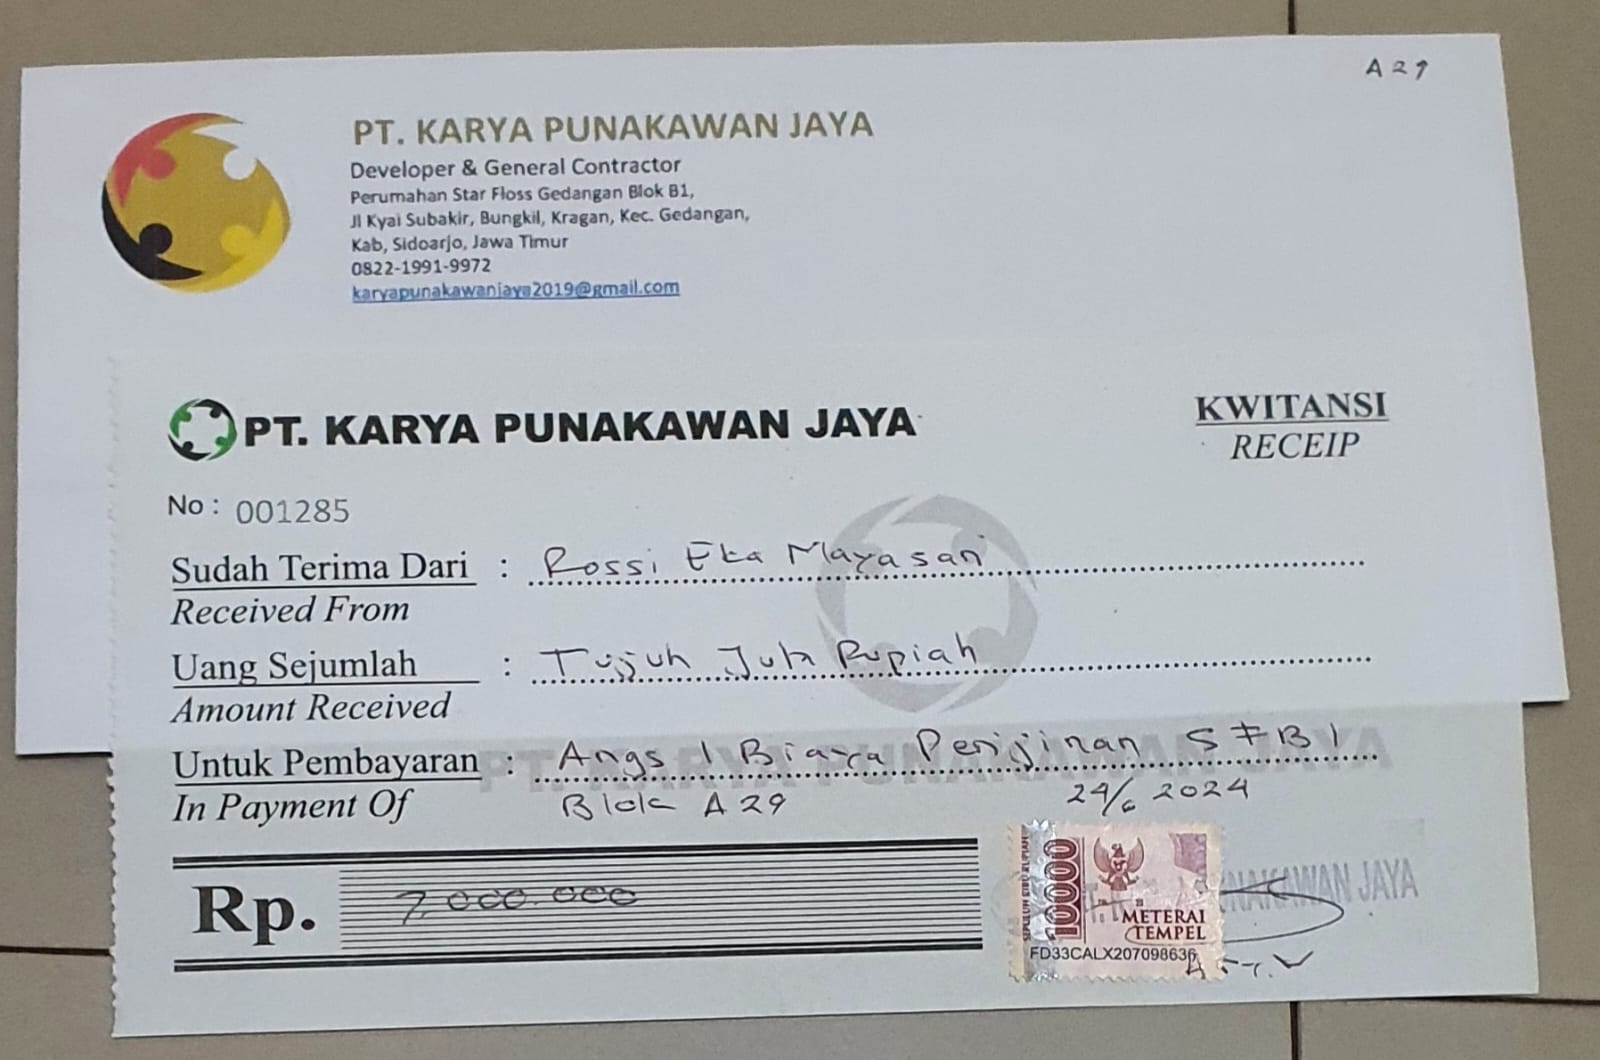 A29
PT. KARYA PUNAKAWAN JAYA
Developer & General Contractor
Perumahan Star Floss Gedangan Blok B1,
Jl Kyai Subakir, Bungkil, Kragan, Kec. Gedangan,
Kab, Sidoarjo, Jawa Timur
0822-1991-9972
karyapunakawanjaya2019@gmail.com
PT. KARYA PUNAKAWAN JAYA
KWITANSI
RECEIP
No : 001285
Sudah Terima Dari : Rossi Eka Mayasari
Received From
Uang Sejumlah : Tujuh Juta Rupiah
Amount Received
Untuk Pembayaran : Angs 1 Biaya Perijinan SFB1
In Payment Of Blok A29 24/6 2024
PT. KARYA PUNAKAWAN JAYA
Rp. 7.000.000
SEPULUH RIBU RUPIAH
10000
METERAI
TEMPEL
FD33CALX207098636
PUNAKAWAN JAYA